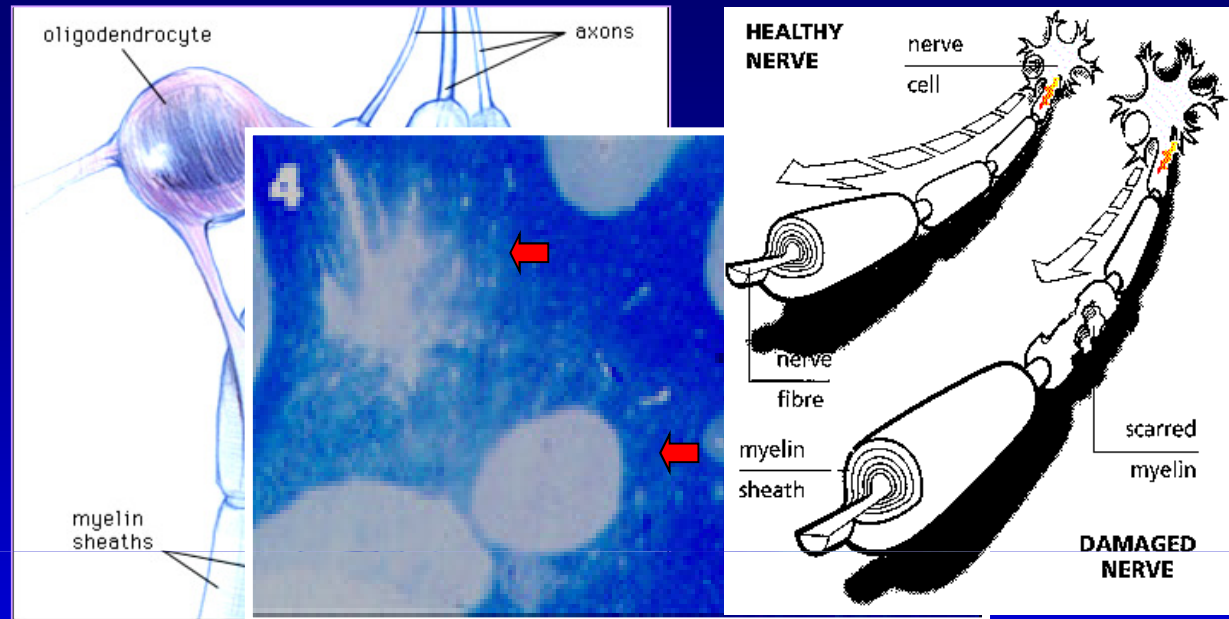 oligodendrocyte
axons
myelin
sheaths
4
HEALTHY
NERVE
nerve
cell
nerve
fibre
myelin
sheath
scarred
myelin
DAMAGED
NERVE